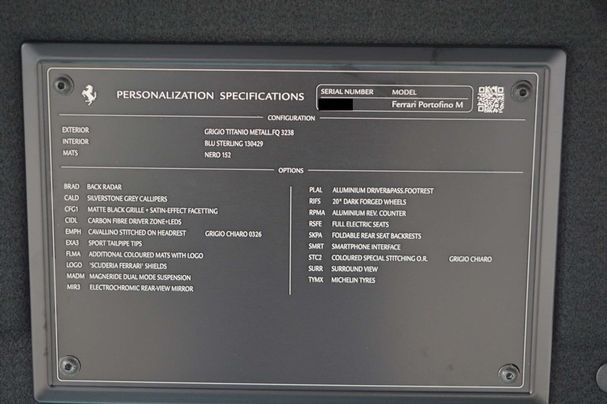 PERSONALIZATION SPECIFICATIONS
SERIAL NUMBER MODEL
Ferrari Portofino M
CONFIGURATION
EXTERIOR GRIGIO TITANIO METALL.FQ 3238
INTERIOR BLU STERLING 130429
MATS NERO 152
OPTIONS
BRAD BACK RADAR
CALD SILVERSTONE GREY CALLIPERS
CFG1 MATTE BLACK GRILLE + SATIN-EFFECT FACETTING
CIDL CARBON FIBRE DRIVER ZONE+LEDS
EMPH CAVALLINO STITCHED ON HEADREST GRIGIO CHIARO 0326
EXA3 SPORT TAILPIPE TIPS
FLMA ADDITIONAL COLOURED MATS WITH LOGO
LOGO 'SCUDERIA FERRARI' SHIELDS
MADM MAGNERIDE DUAL MODE SUSPENSION
MIR3 ELECTROCHROMIC REAR-VIEW MIRROR
PLAL ALUMINIUM DRIVER&PASS.FOOTREST
RIFS 20" DARK FORGED WHEELS
RPMA ALUMINIUM REV. COUNTER
RSFE FULL ELECTRIC SEATS
SKPA FOLDABLE REAR SEAT BACKRESTS
SMRT SMARTPHONE INTERFACE
STC2 COLOURED SPECIAL STITCHING O.R. GRIGIO CHIARO
SURR SURROUND VIEW
TYMX MICHELIN TYRES